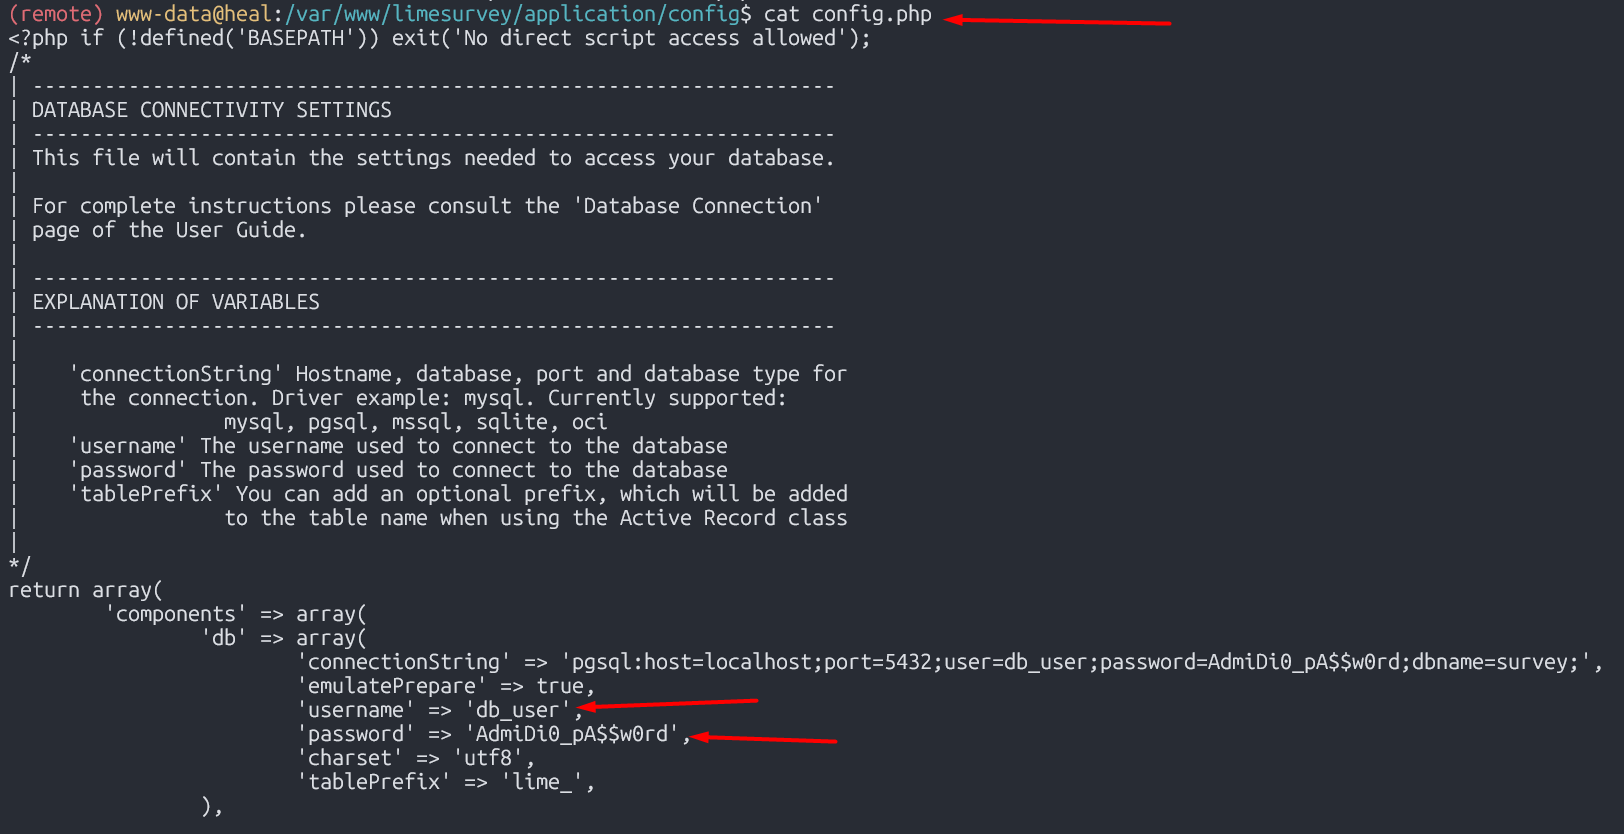 (remote) www-data@heal:/var/www/limesurvey/application/config$ cat config.php
<?php if (!defined('BASEPATH')) exit('No direct script access allowed');
/*
| -------------------------------------------------------------------
| DATABASE CONNECTIVITY SETTINGS
| -------------------------------------------------------------------
| This file will contain the settings needed to access your database.
|
| For complete instructions please consult the 'Database Connection'
| page of the User Guide.
|
| -------------------------------------------------------------------
| EXPLANATION OF VARIABLES
| -------------------------------------------------------------------
|
|    'connectionString' Hostname, database, port and database type for
|     the connection. Driver example: mysql. Currently supported:
|                 mysql, pgsql, mssql, sqlite, oci
|    'username' The username used to connect to the database
|    'password' The password used to connect to the database
|    'tablePrefix' You can add an optional prefix, which will be added
|                 to the table name when using the Active Record class
|
*/
return array(
        'components' => array(
                'db' => array(
                        'connectionString' => 'pgsql:host=localhost;port=5432;user=db_user;password=AdmiDi0_pA$$w0rd;dbname=survey;',
                        'emulatePrepare' => true,
                        'username' => 'db_user',
                        'password' => 'AdmiDi0_pA$$w0rd',
                        'charset' => 'utf8',
                        'tablePrefix' => 'lime_',
                ),